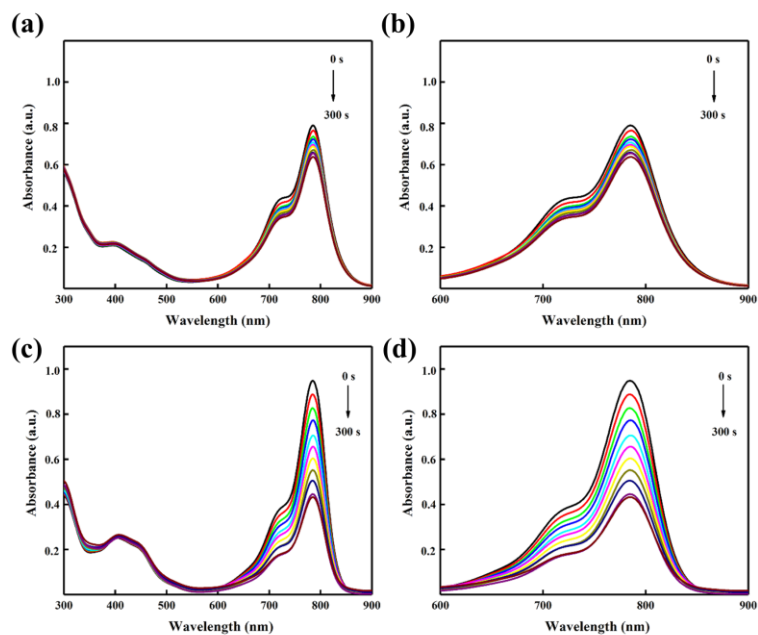 (a)
(b)
0 s
300 s
1.0
0.8
0.6
0.4
0.2
Absorbance (a.u.)
300 400 500 600 700 800 900
Wavelength (nm)
0 s
300 s
1.0
0.8
0.6
0.4
0.2
Absorbance (a.u.)
600 700 800 900
Wavelength (nm)
(c)
(d)
0 s
300 s
1.0
0.8
0.6
0.4
0.2
Absorbance (a.u.)
300 400 500 600 700 800 900
Wavelength (nm)
0 s
300 s
1.0
0.8
0.6
0.4
0.2
Absorbance (a.u.)
600 700 800 900
Wavelength (nm)